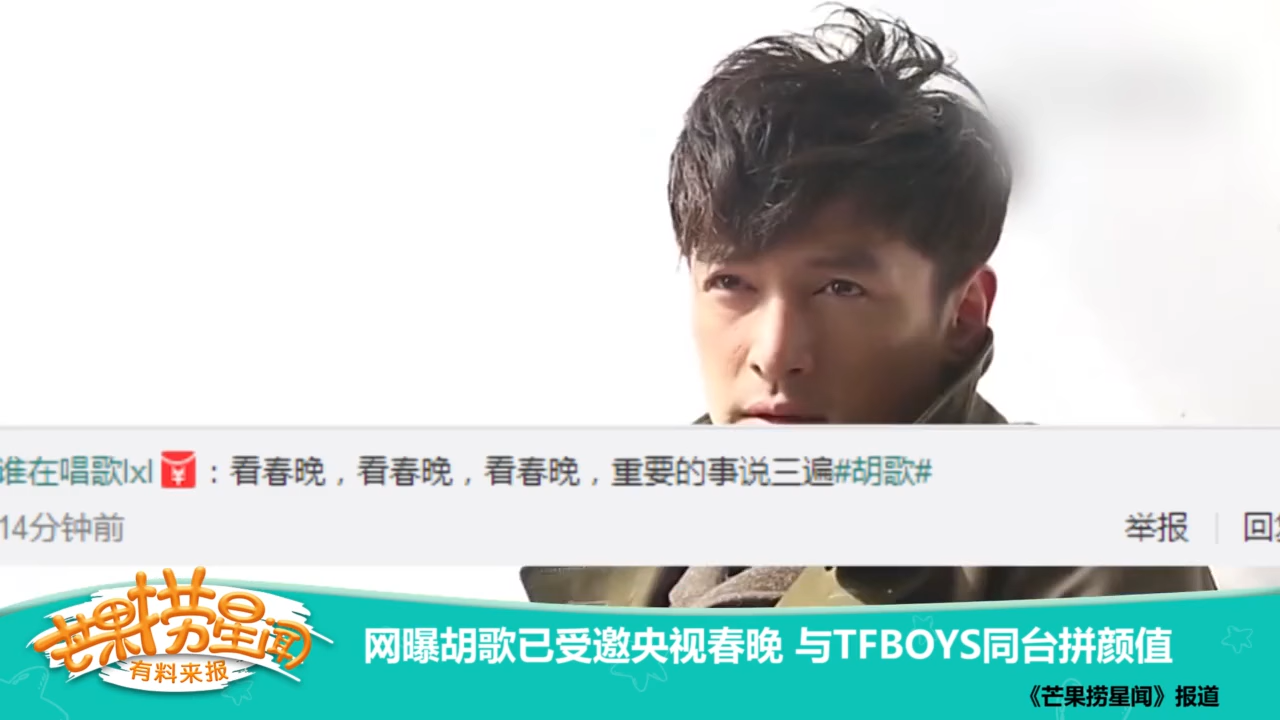 谁在唱歌lxl：看春晚，看春晚，看春晚，重要的事说三遍#胡歌#
14分钟前 举报 回复
芒果捞星闻
有料来报
网曝胡歌已受邀央视春晚 与TFBOYS同台拼颜值
《芒果捞星闻》报道